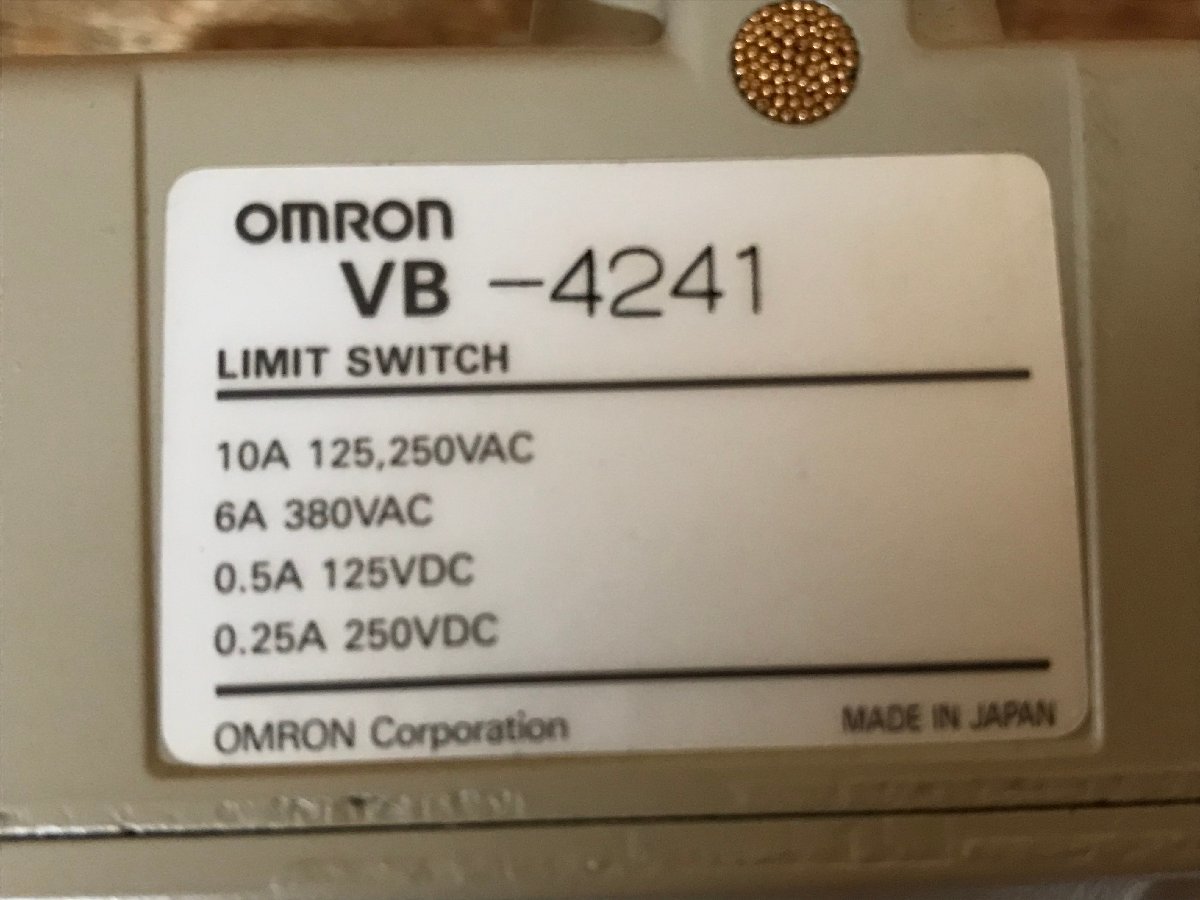 OMRON
VB -4241
LIMIT SWITCH
10A 125,250VAC
6A 380VAC
0.5A 125VDC
0.25A 250VDC
OMRON Corporation MADE IN JAPAN